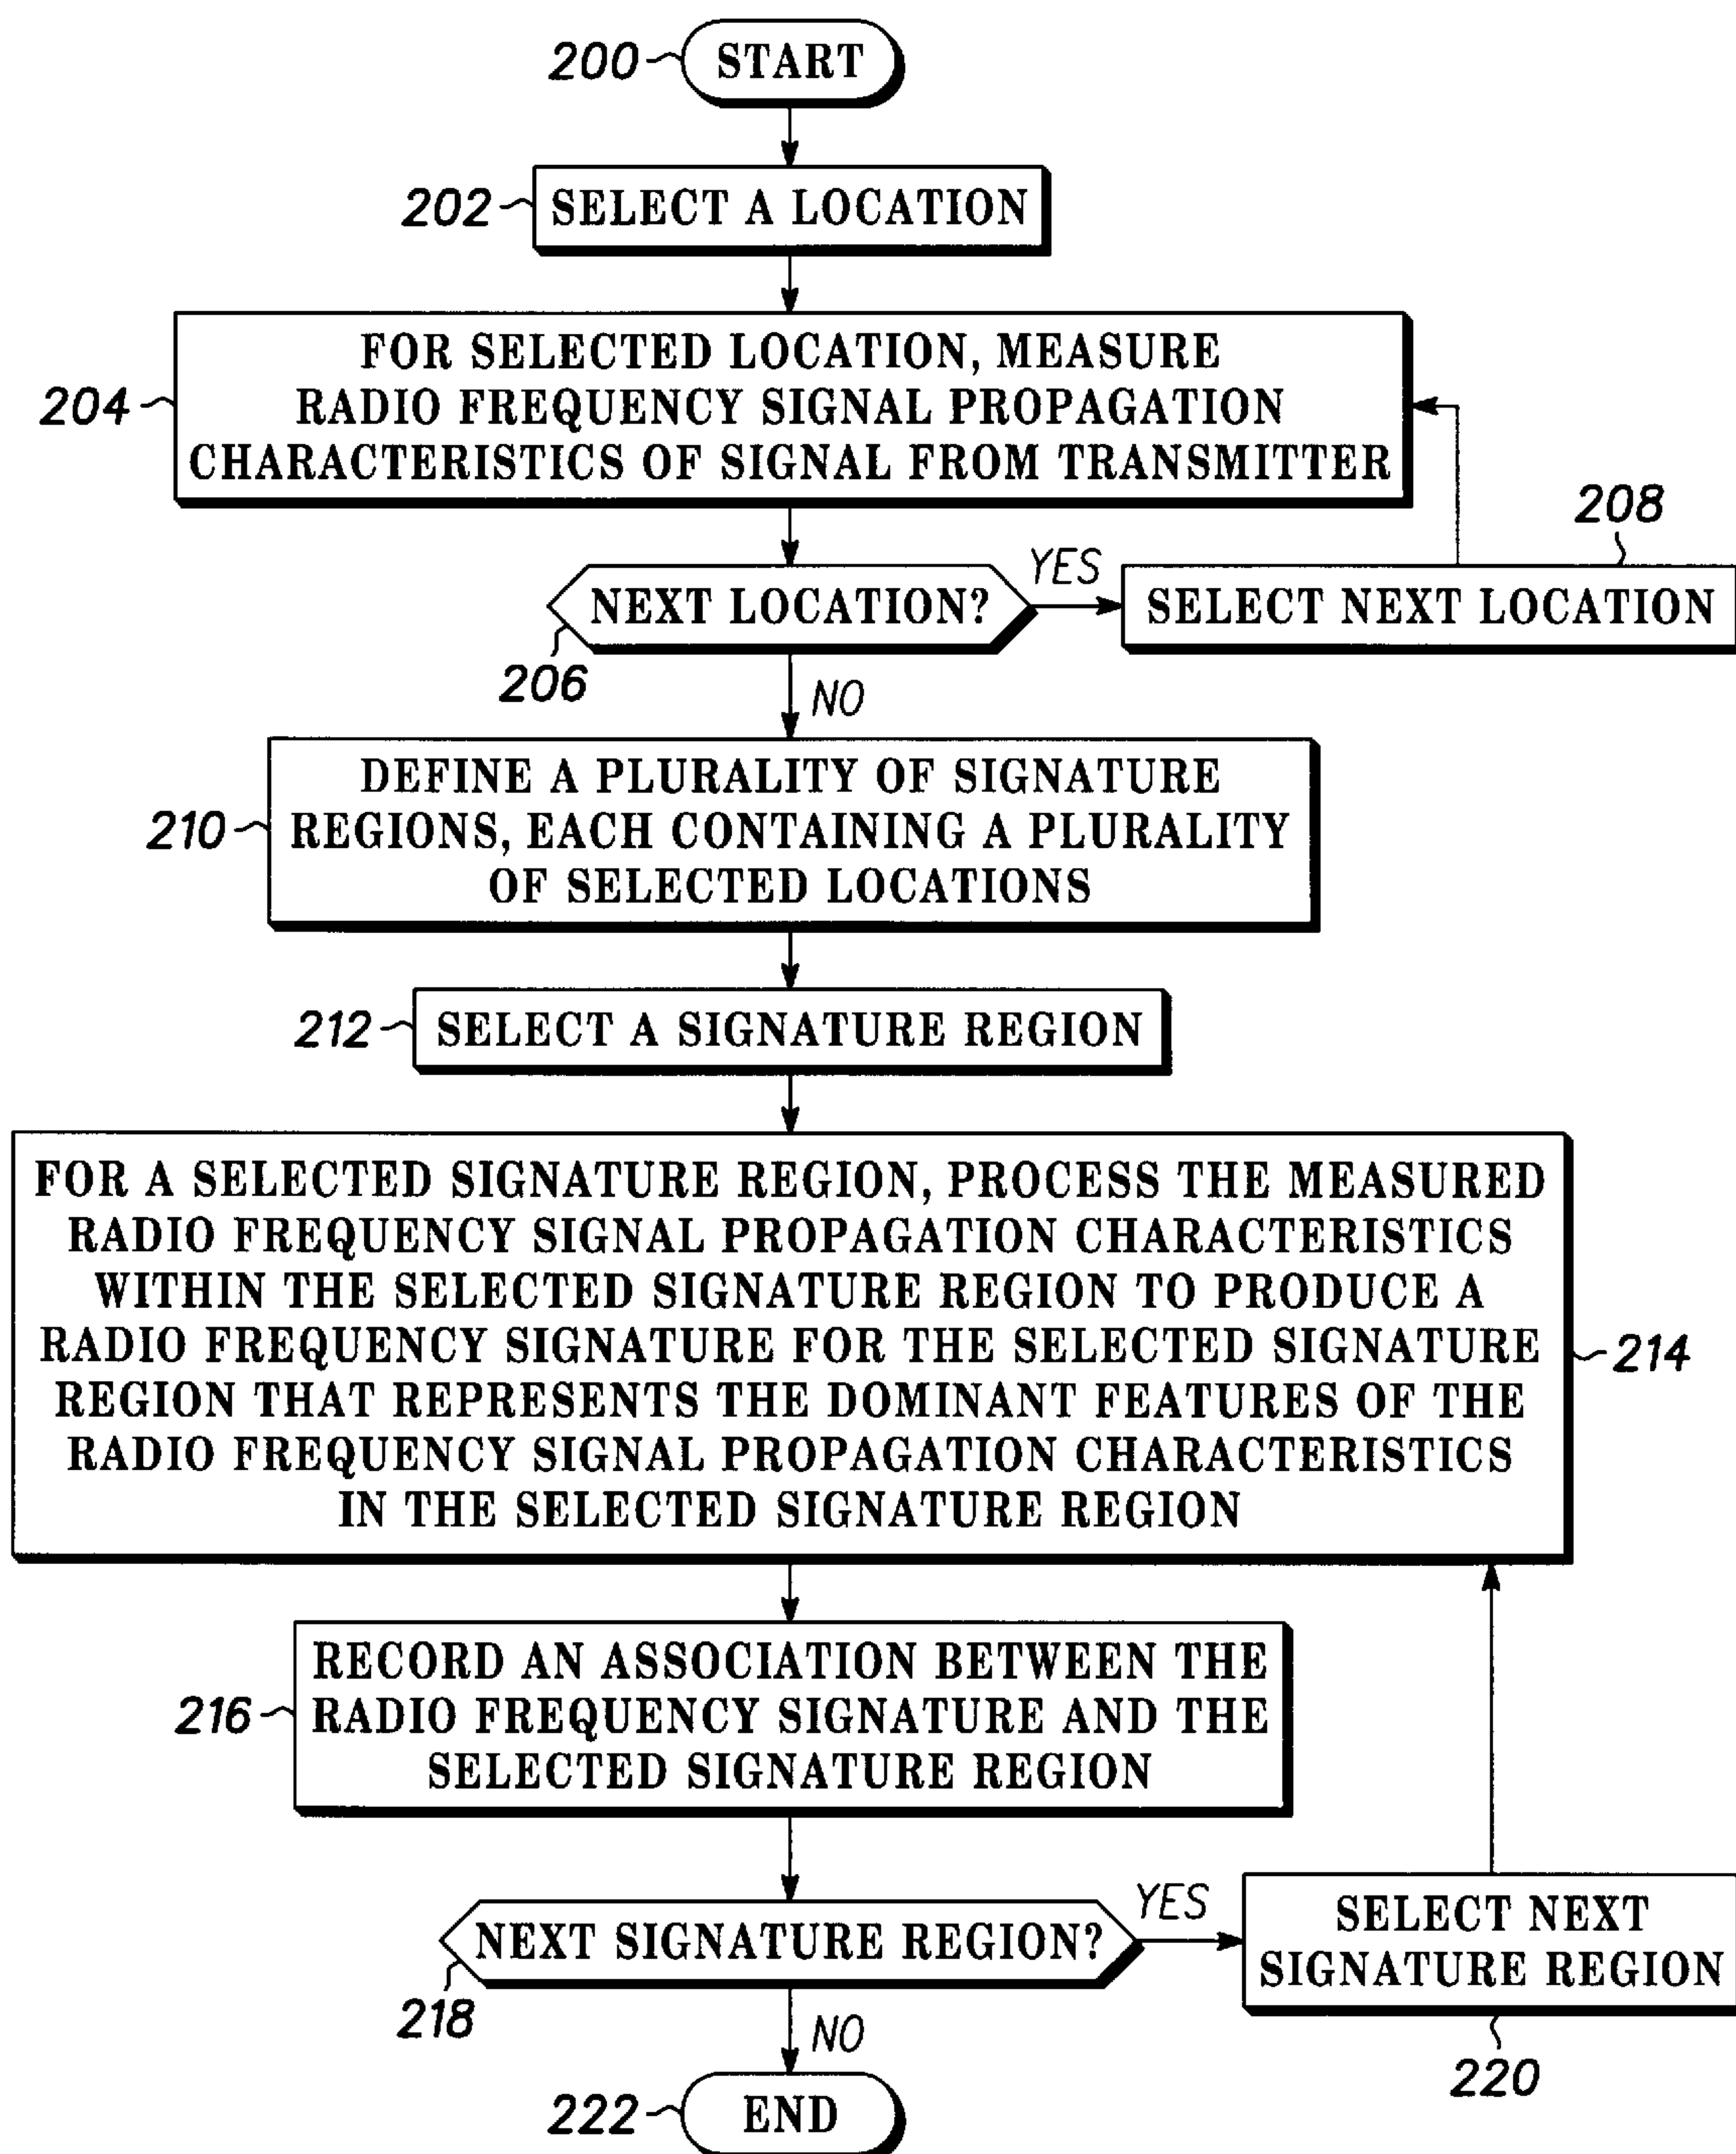 200
START
202
SELECT A LOCATION
204
FOR SELECTED LOCATION, MEASURE
RADIO FREQUENCY SIGNAL PROPAGATION
CHARACTERISTICS OF SIGNAL FROM TRANSMITTER
NEXT LOCATION?
206
YES
208
SELECT NEXT LOCATION
NO
210
DEFINE A PLURALITY OF SIGNATURE
REGIONS, EACH CONTAINING A PLURALITY
OF SELECTED LOCATIONS
212
SELECT A SIGNATURE REGION
FOR A SELECTED SIGNATURE REGION, PROCESS THE MEASURED
RADIO FREQUENCY SIGNAL PROPAGATION CHARACTERISTICS
WITHIN THE SELECTED SIGNATURE REGION TO PRODUCE A
RADIO FREQUENCY SIGNATURE FOR THE SELECTED SIGNATURE
REGION THAT REPRESENTS THE DOMINANT FEATURES OF THE
RADIO FREQUENCY SIGNAL PROPAGATION CHARACTERISTICS
IN THE SELECTED SIGNATURE REGION
214
216
RECORD AN ASSOCIATION BETWEEN THE
RADIO FREQUENCY SIGNATURE AND THE
SELECTED SIGNATURE REGION
NEXT SIGNATURE REGION?
218
YES
SELECT NEXT
SIGNATURE REGION
220
NO
222
END